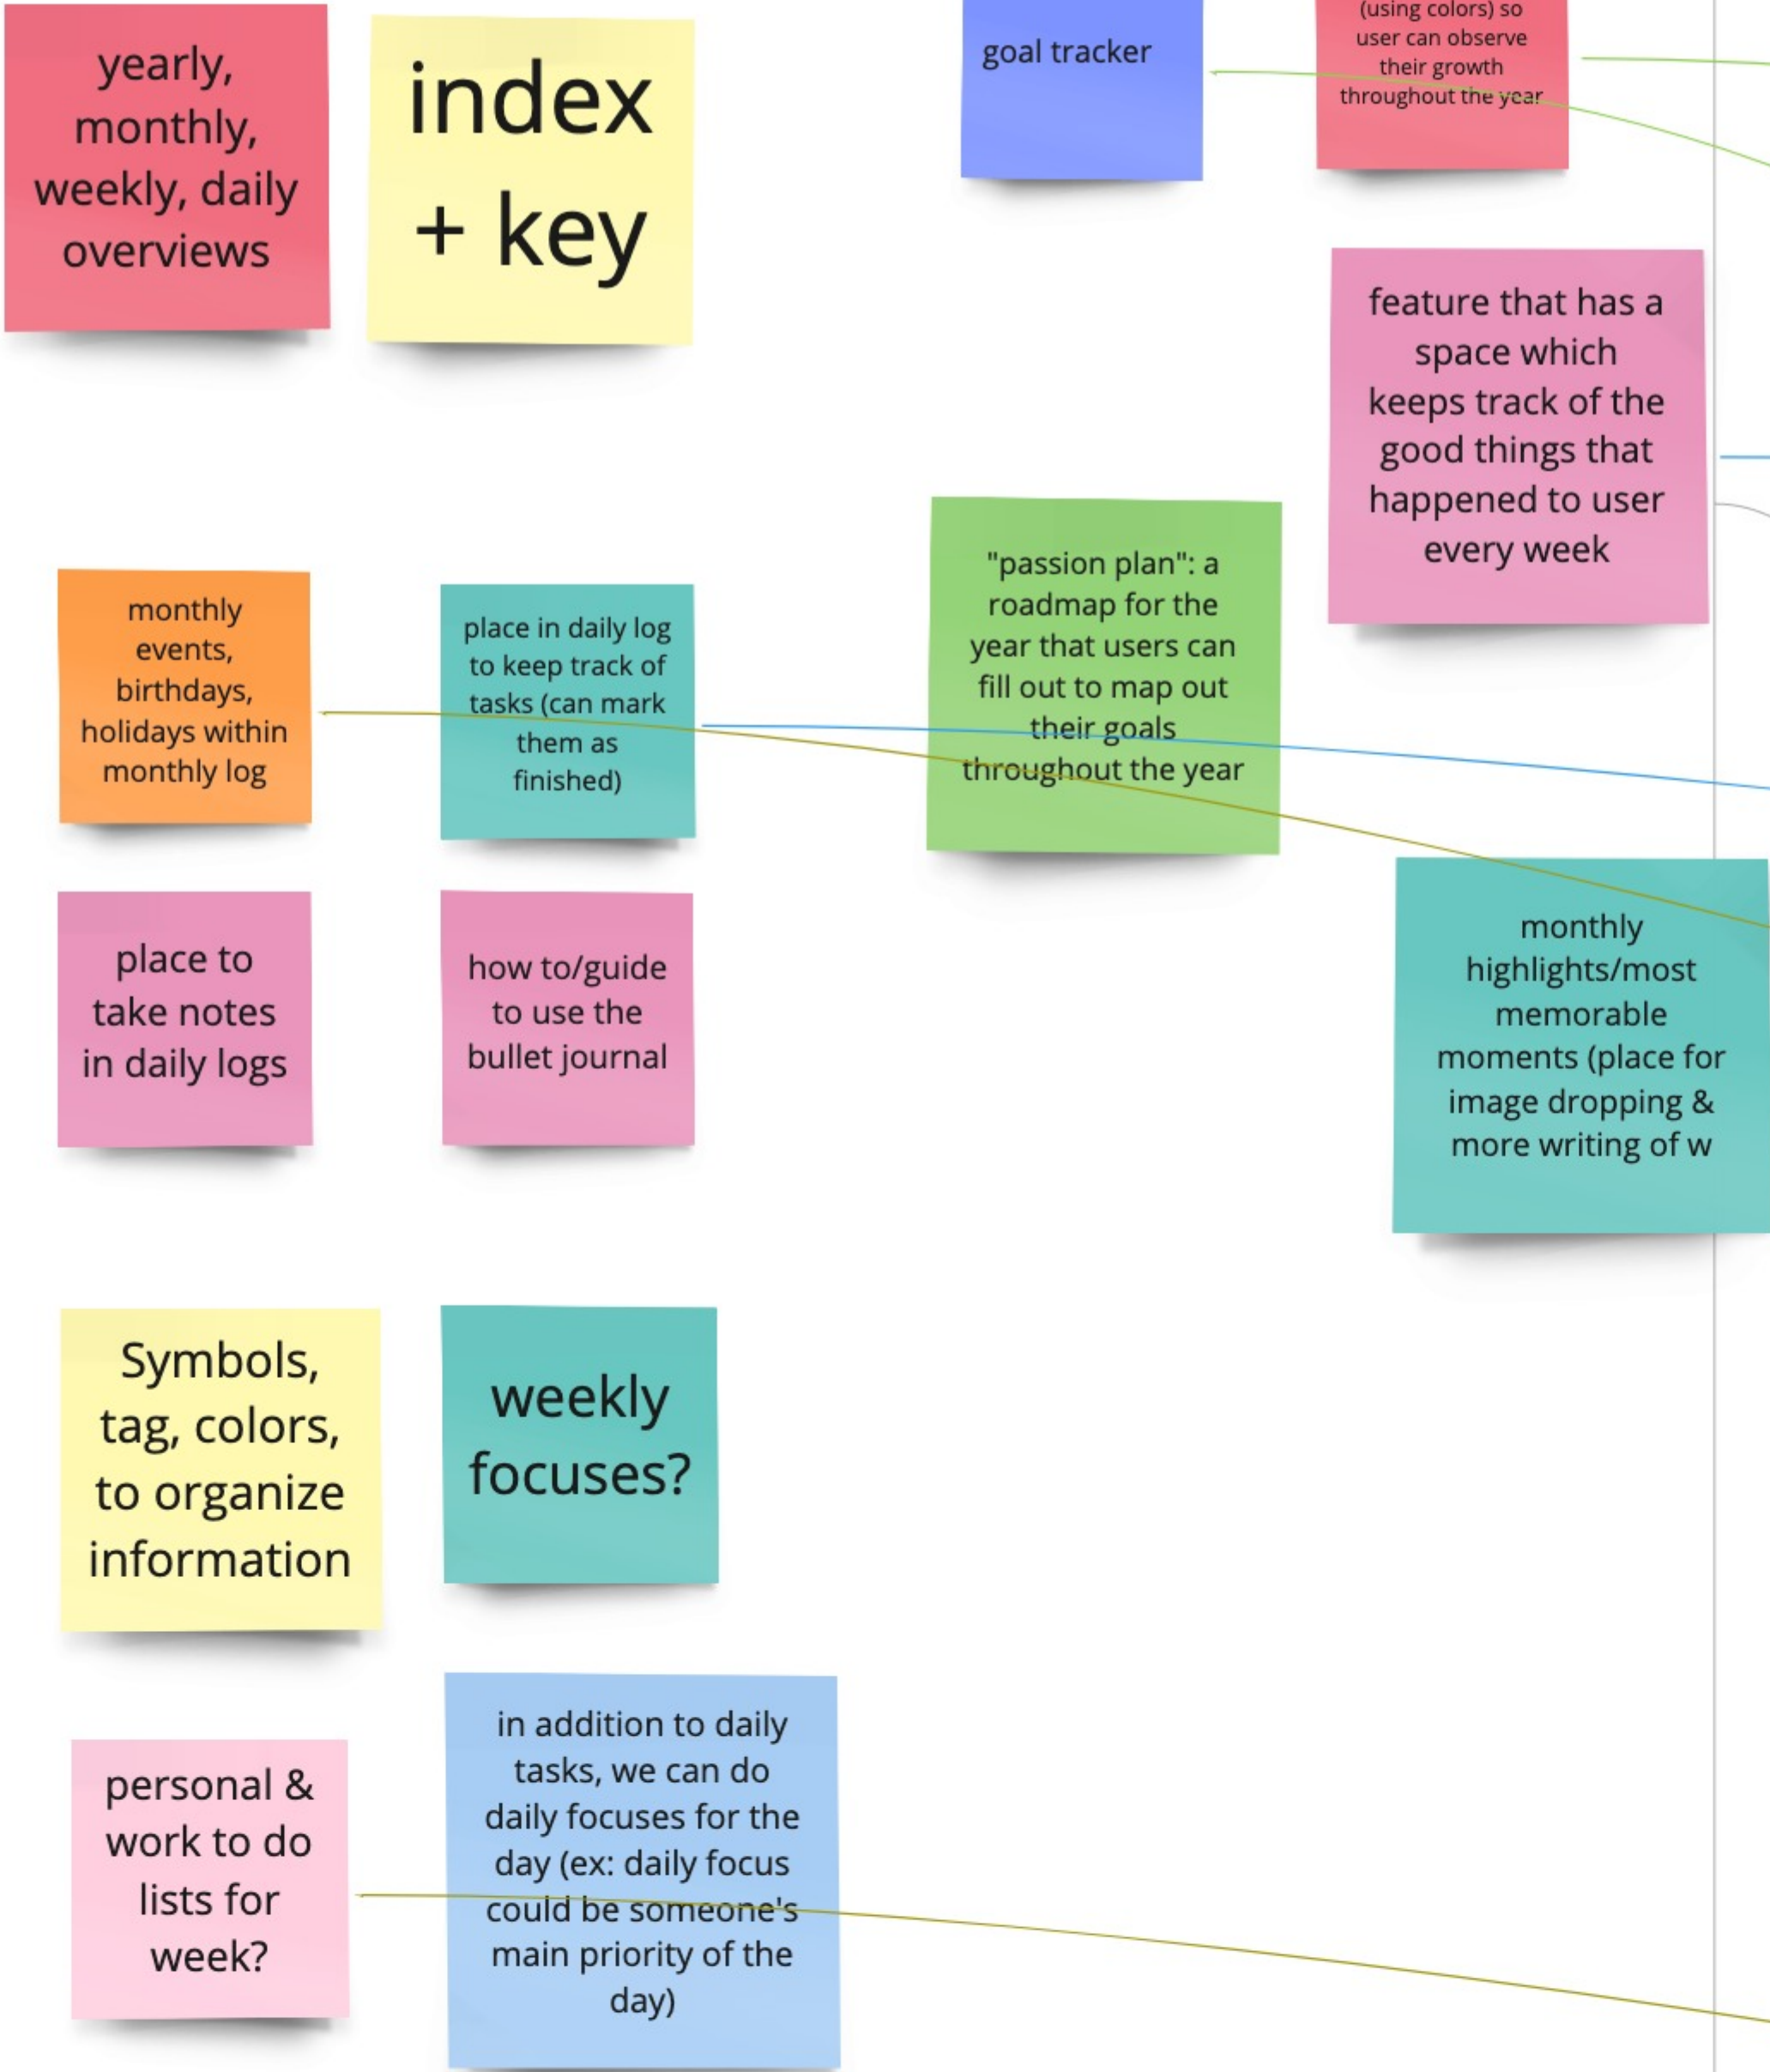 yearly,
monthly,
weekly, daily
overviews
index
+ key
goal tracker
(using colors) so
user can observe
their growth
throughout the year
feature that has a
space which
keeps track of the
good things that
happened to user
every week
monthly
events,
birthdays,
holidays within
monthly log
place in daily log
to keep track of
tasks (can mark
them as
finished)
"passion plan": a
roadmap for the
year that users can
fill out to map out
their goals
throughout the year
place to
take notes
in daily logs
how to/guide
to use the
bullet journal
monthly
highlights/most
memorable
moments (place for
image dropping &
more writing of w
Symbols,
tag, colors,
to organize
information
weekly
focuses?
personal &
work to do
lists for
week?
in addition to daily
tasks, we can do
daily focuses for the
day (ex: daily focus
could be someone's
main priority of the
day)